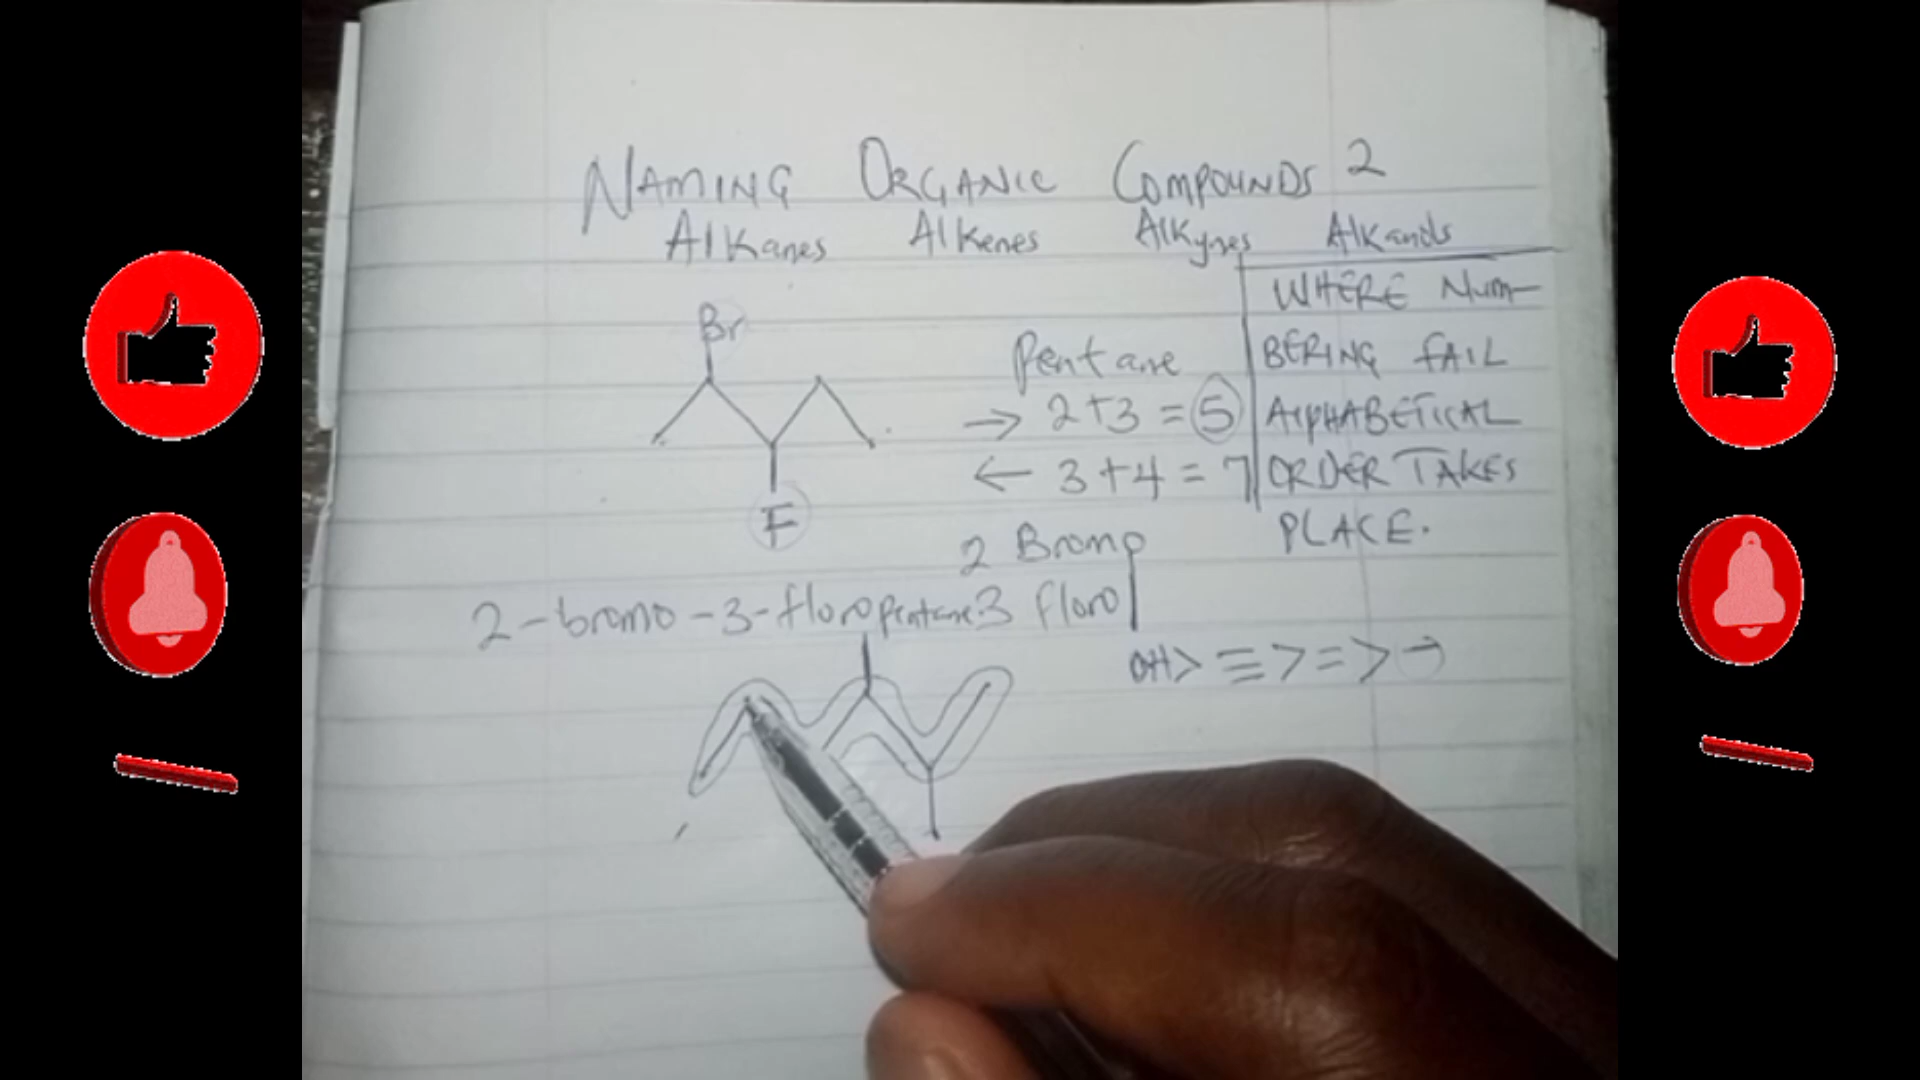 NAMING ORGANIC COMPOUNDS 2
Alkanes Alkenes Alkynes Alkanols
WHERE NUM-
BERING FAIL
ALPHABETICAL
ORDER TAKES
PLACE.
Br
F
Pentane
→ 2+3 = 5
← 3+4 = 7
2 Bromo
2-bromo-3-floropentane 3 floro
OH > ≡ > = > -